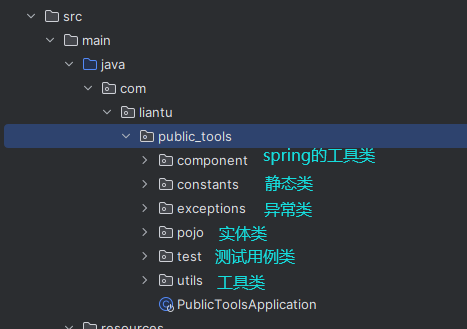 src
main
java
com
liantu
public_tools
component spring的工具类
constants 静态类
exceptions 异常类
pojo 实体类
test 测试用例类
utils 工具类
PublicToolsApplication
resources